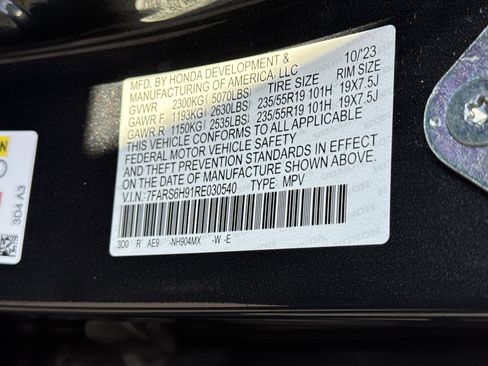 MFD. BY HONDA DEVELOPMENT & 10/'23
MANUFACTURING OF AMERICA, LLC
GVWR 2300KG( 5070LBS) TIRE SIZE RIM SIZE
GAWR F 1193KG( 2630LBS) 235/55R19 101H 19X7.5J
GAWR R 1150KG( 2535LBS) 235/55R19 101H 19X7.5J
THIS VEHICLE CONFORMS TO ALL APPLICABLE
FEDERAL MOTOR VEHICLE SAFETY
AND THEFT PREVENTION STANDARDS IN EFFECT
ON THE DATE OF MANUFACTURE SHOWN ABOVE.
V.I.N.: 7FARS6H91RE030540 TYPE: MPV
3D0 R AE9 -NH904MX -W -E
3D4 A3